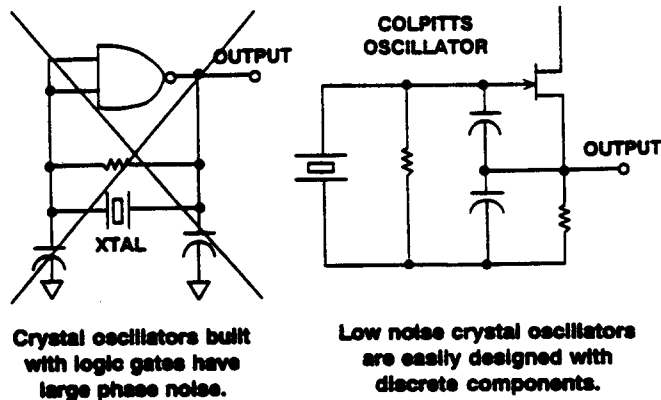 OUTPUT
XTAL
Crystal oscillators built
with logic gates have
large phase noise.
COLPITTS
OSCILLATOR
OUTPUT
Low noise crystal oscillators
are easily designed with
discrete components.